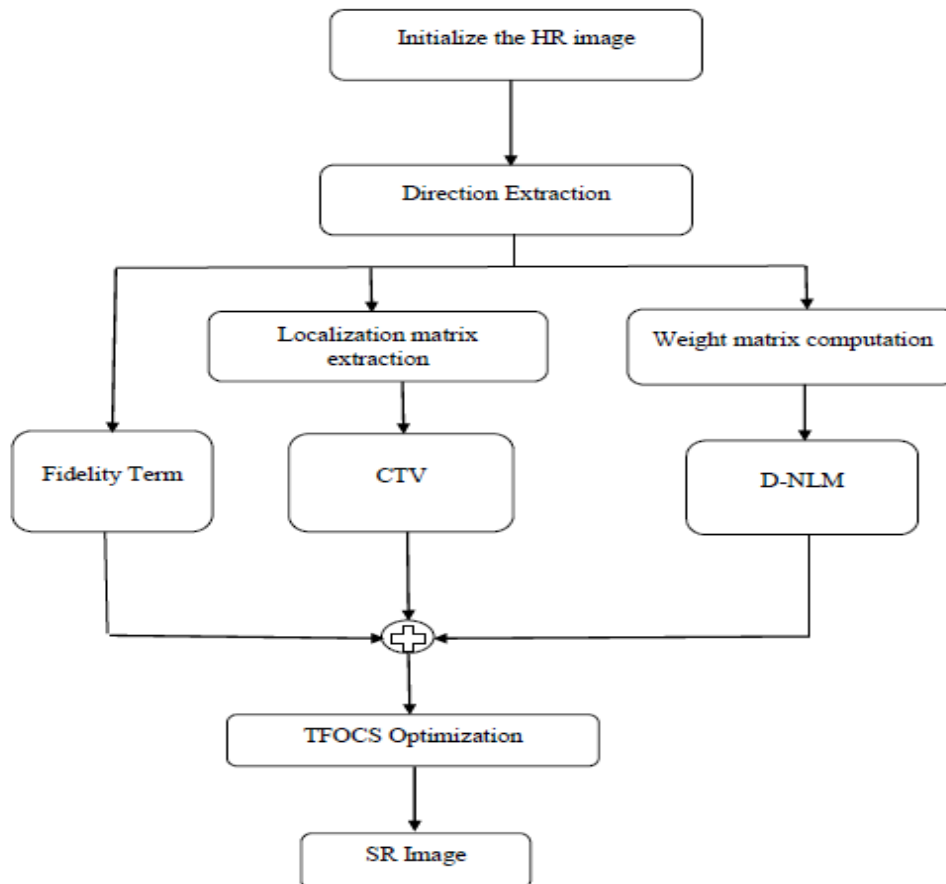 Initialize the HR image
Direction Extraction
Localization matrix
extraction
Weight matrix computation
Fidelity Term
CTV
D-NLM
TFOCS Optimization
SR Image